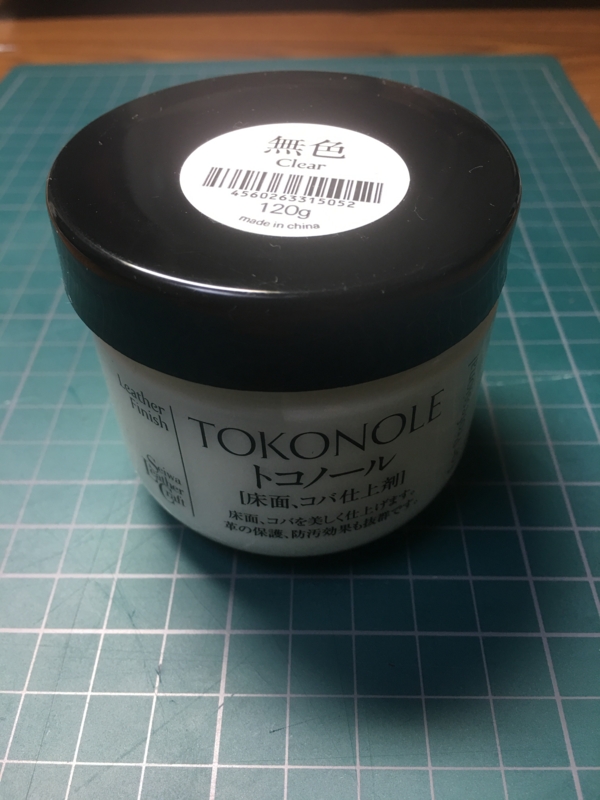 無色
Clear
4560263315052
120g
made in china
Leather
Finish
TOKONOLE
トコノール
[床面、コバ仕上剤]
床面、コバを美しく仕上げます。
革の保護、防汚効果も抜群です。
Seiwa
Leather